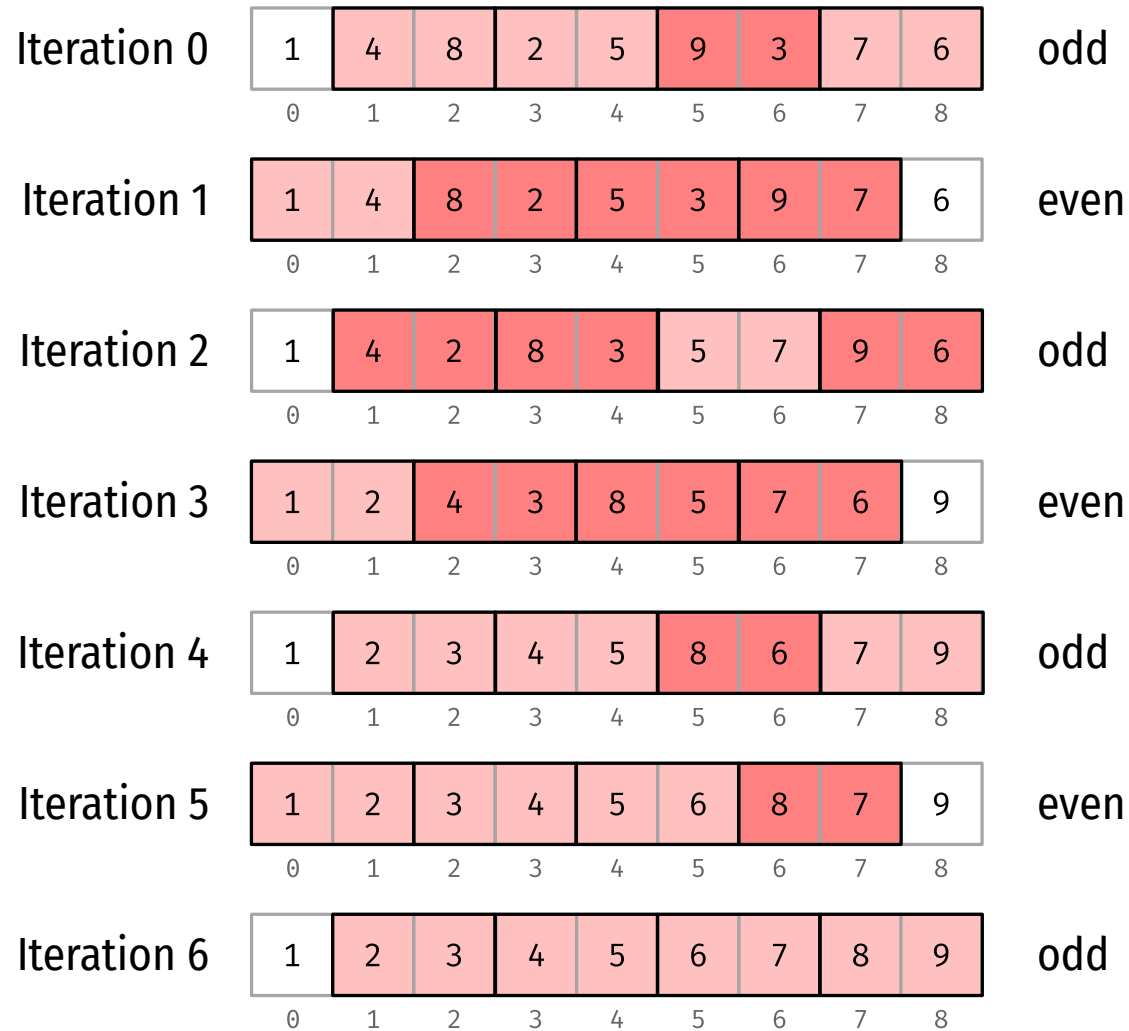 Iteration 0 1 4 8 2 5 9 3 7 6 odd
0 1 2 3 4 5 6 7 8
Iteration 1 1 4 8 2 5 3 9 7 6 even
0 1 2 3 4 5 6 7 8
Iteration 2 1 4 2 8 3 5 7 9 6 odd
0 1 2 3 4 5 6 7 8
Iteration 3 1 2 4 3 8 5 7 6 9 even
0 1 2 3 4 5 6 7 8
Iteration 4 1 2 3 4 5 8 6 7 9 odd
0 1 2 3 4 5 6 7 8
Iteration 5 1 2 3 4 5 6 8 7 9 even
0 1 2 3 4 5 6 7 8
Iteration 6 1 2 3 4 5 6 7 8 9 odd
0 1 2 3 4 5 6 7 8